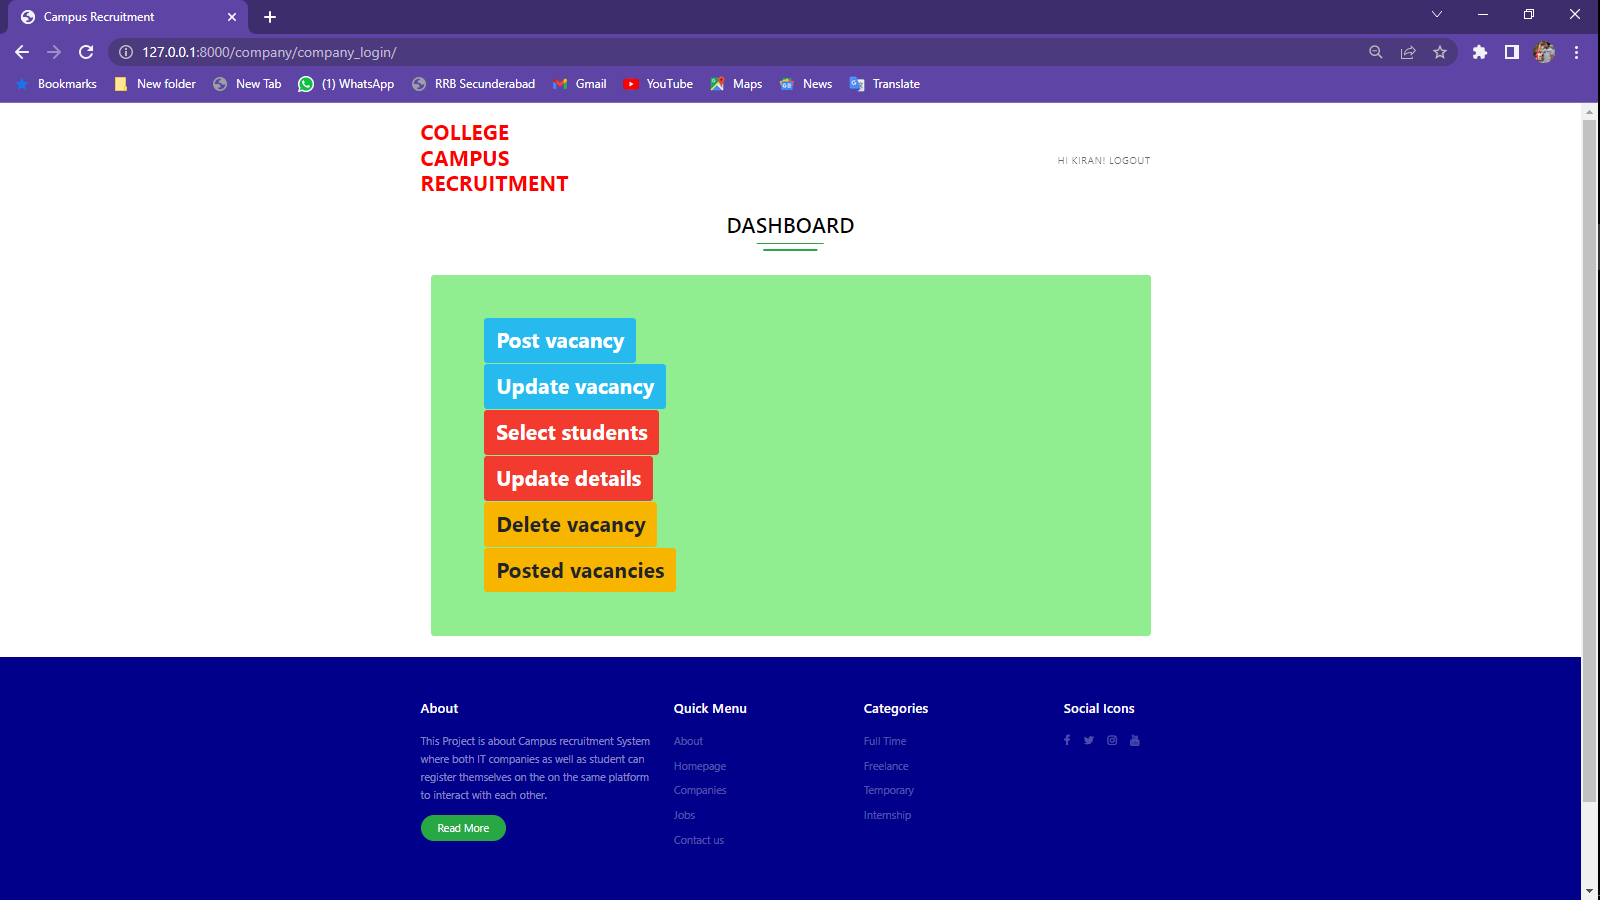 Campus Recruitment
127.0.0.1:8000/company/company_login/
Bookmarks New folder New Tab (1) WhatsApp RRB Secunderabad Gmail YouTube Maps News Translate
COLLEGE
CAMPUS
RECRUITMENT
HI KIRAN! LOGOUT
DASHBOARD
Post vacancy
Update vacancy
Select students
Update details
Delete vacancy
Posted vacancies
About
This Project is about Campus recruitment System
where both IT companies as well as student can
register themselves on the on the same platform
to interact with each other.
Read More
Quick Menu
About
Homepage
Companies
Jobs
Contact us
Categories
Full Time
Freelance
Temporary
Internship
Social Icons